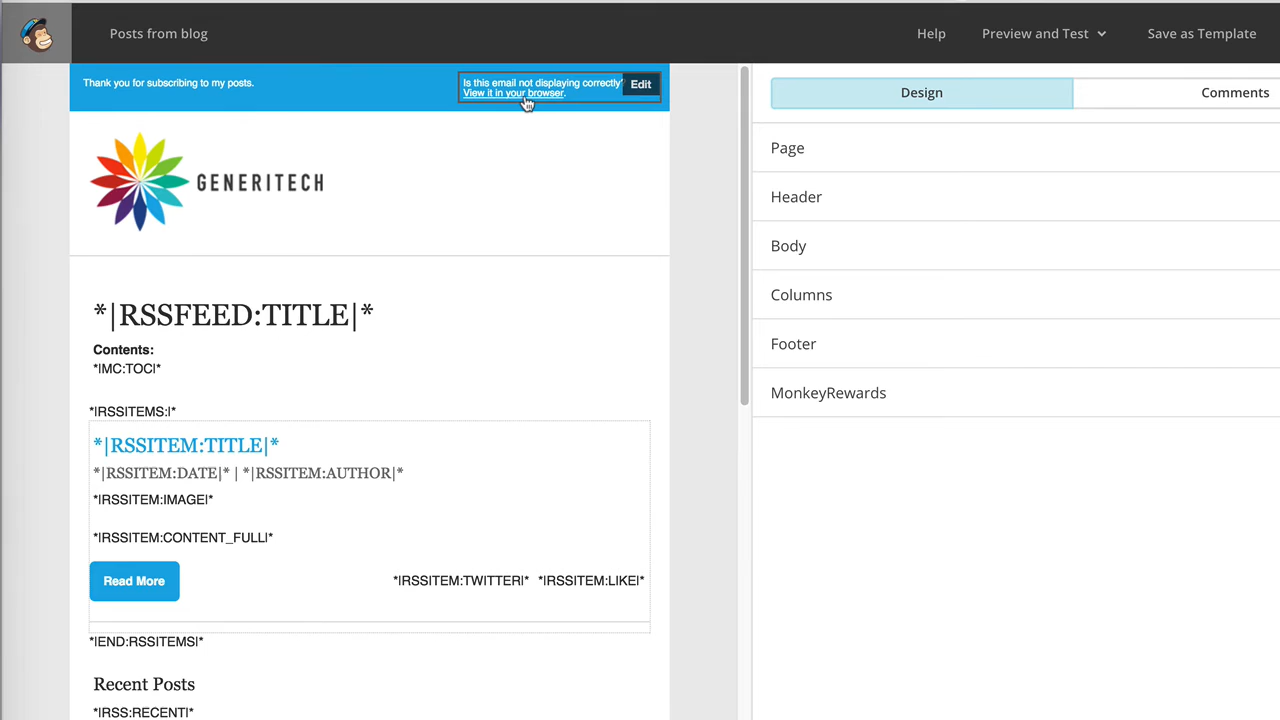 Posts from blog
Help
Preview and Test
Save as Template
Thank you for subscribing to my posts.
Is this email not displaying correctly?
View it in your browser.
Edit
Design
Comments
GENERITECH
Page
Header
Body
Columns
Footer
MonkeyRewards
*|RSSFEED:TITLE|*
Contents:
*|MC:TOC|*
*|RSSITEMS:|*
*|RSSITEM:TITLE|*
*|RSSITEM:DATE|* | *|RSSITEM:AUTHOR|*
*|RSSITEM:IMAGE|*
*|RSSITEM:CONTENT_FULL|*
Read More
*|RSSITEM:TWITTER|* *|RSSITEM:LIKE|*
*|END:RSSITEMS|*
Recent Posts
*|RSS:RECENT|*